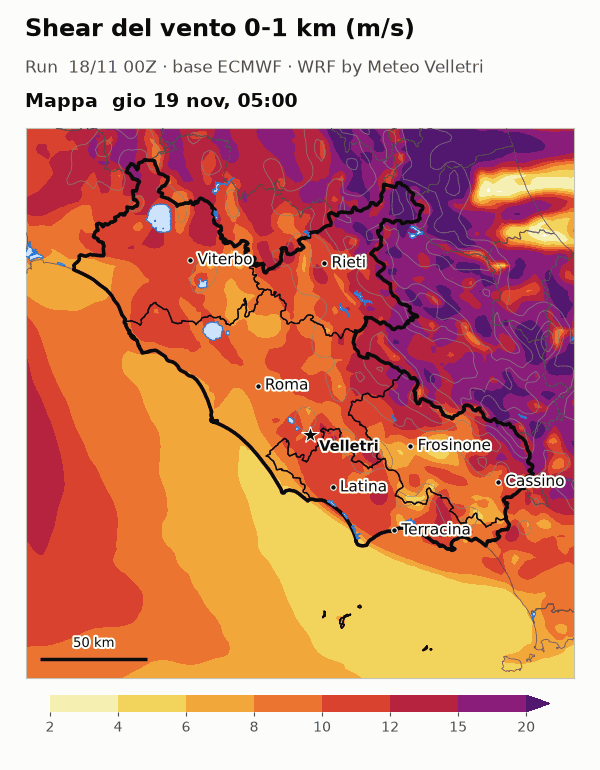 Shear del vento 0-1 km (m/s)
Run  18/11 00Z · base ECMWF · WRF by Meteo Velletri
Mappa  gio 19 nov, 05:00
Viterbo
Rieti
Roma
Velletri
Frosinone
Latina
Cassino
Terracina
50 km
2 4 6 8 10 12 15 20